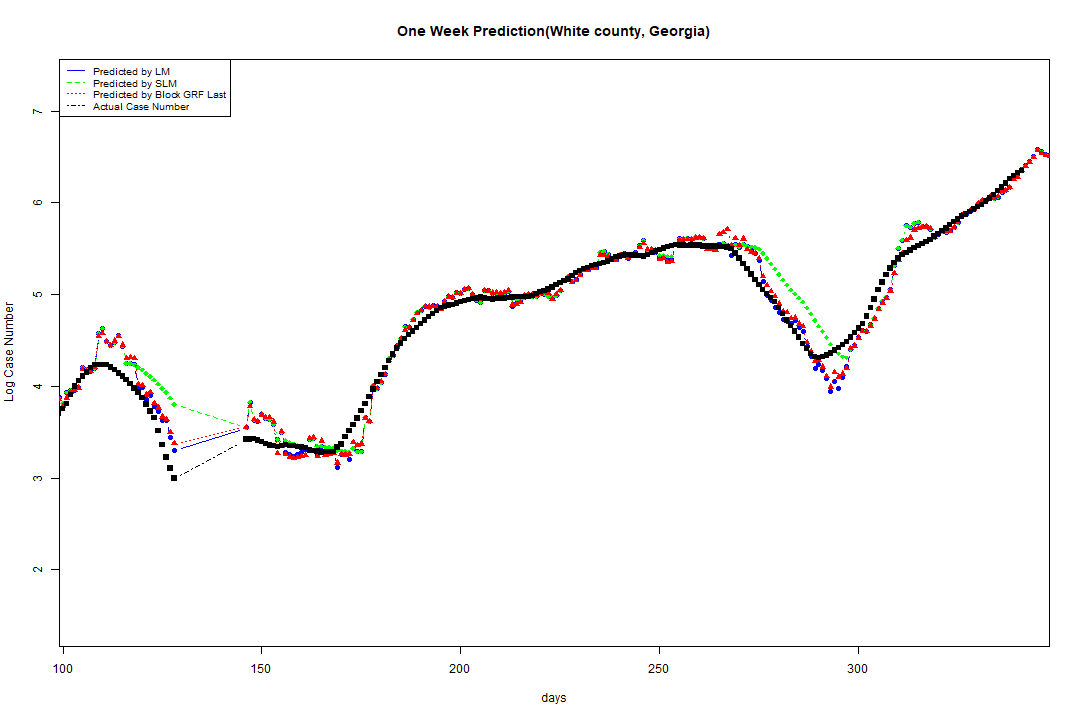 One Week Prediction(White county, Georgia)
Predicted by LM
Predicted by SLM
Predicted by Block GRF Last
Actual Case Number
7
6
5
4
3
2
Log Case Number
100 150 200 250 300
days